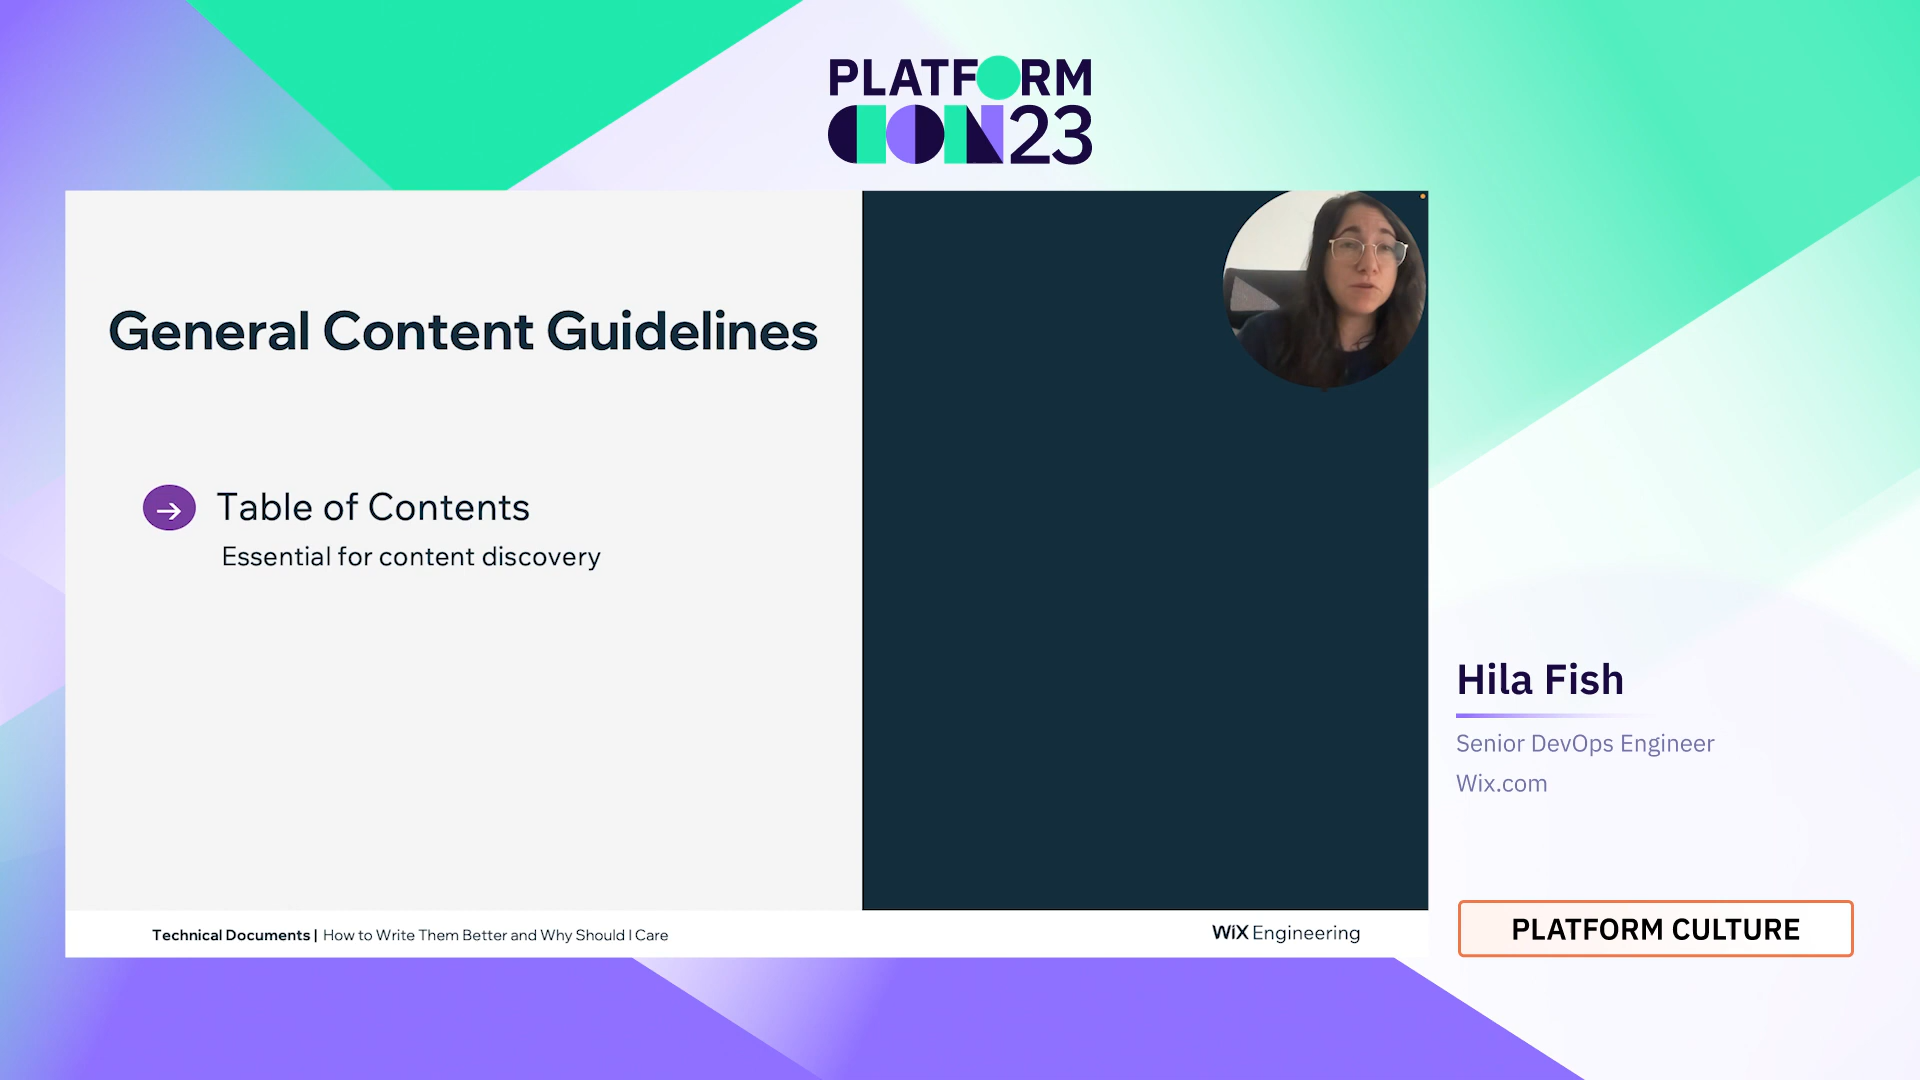 PLATFORM
CON23
General Content Guidelines
Table of Contents
Essential for content discovery
Technical Documents | How to Write Them Better and Why Should I Care
WiX Engineering
Hila Fish
Senior DevOps Engineer
Wix.com
PLATFORM CULTURE